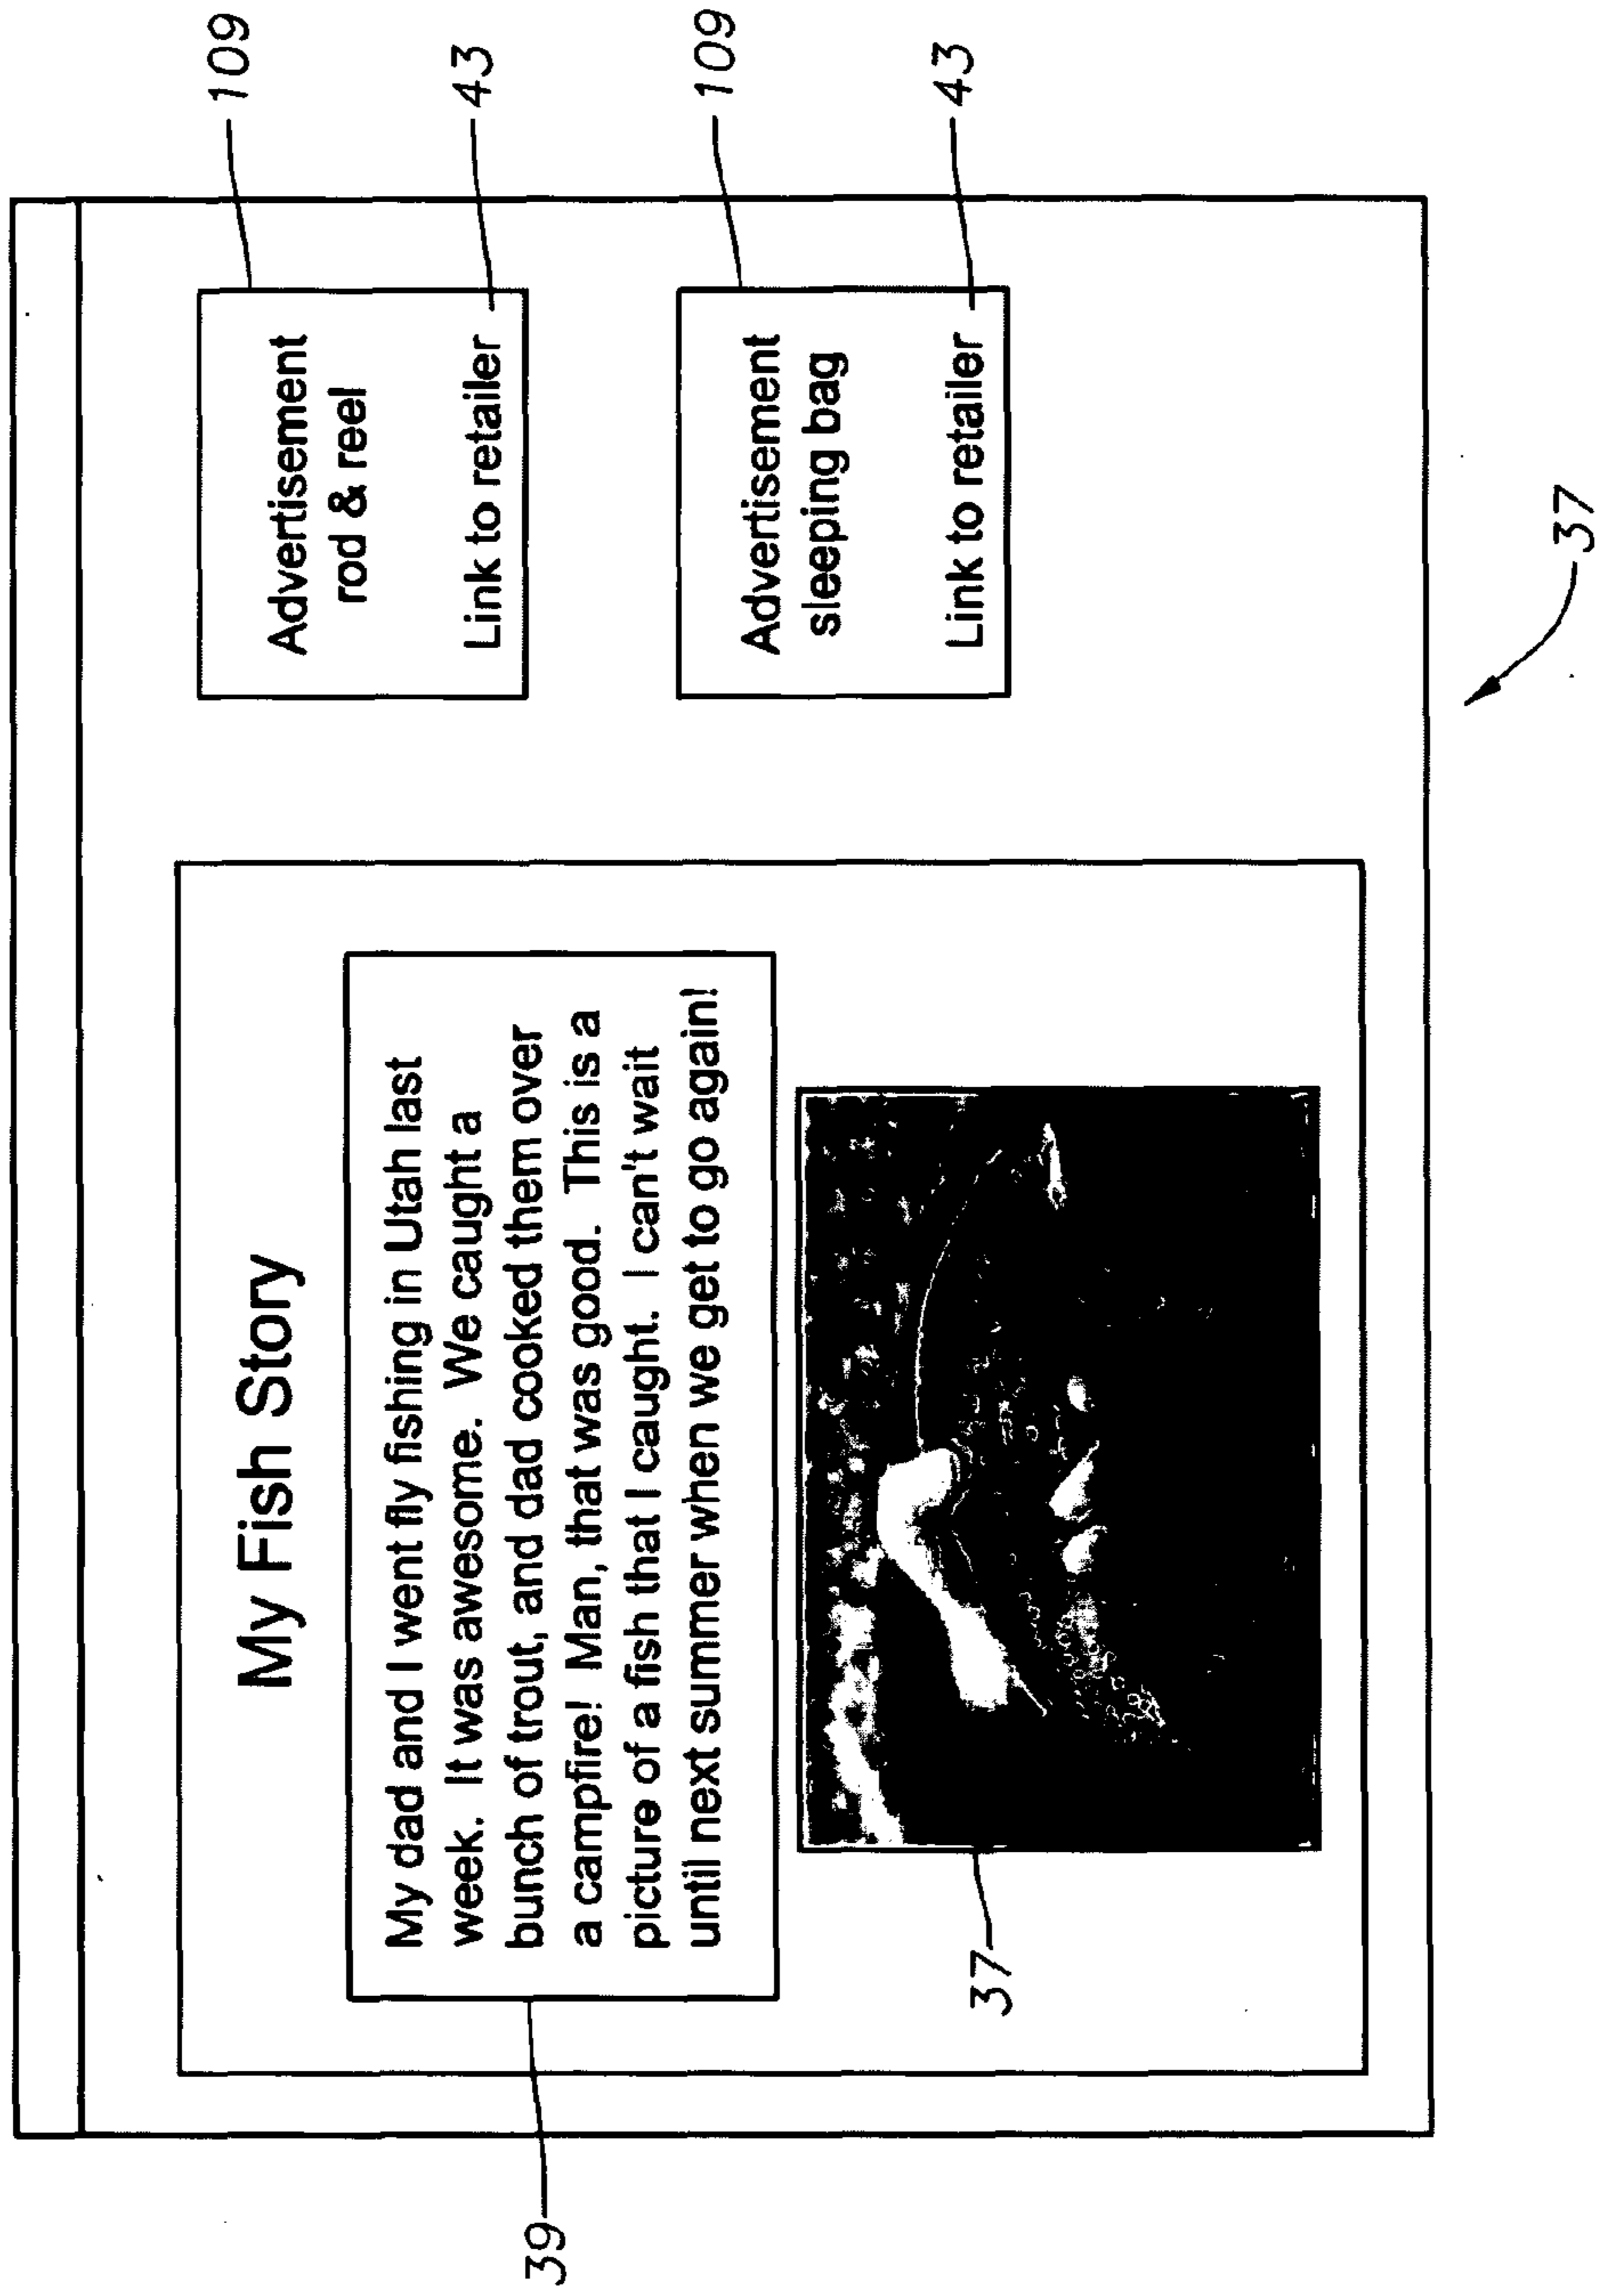 My Fish Story
My dad and I went fly fishing in Utah last
week. It was awesome. We caught a
bunch of trout, and dad cooked them over
a campfire! Man, that was good. This is a
picture of a fish that I caught. I can't wait
until next summer when we get to go again!
39
37
Advertisement
rod & reel
Link to retailer
109
43
Advertisement
sleeping bag
Link to retailer
109
43
37